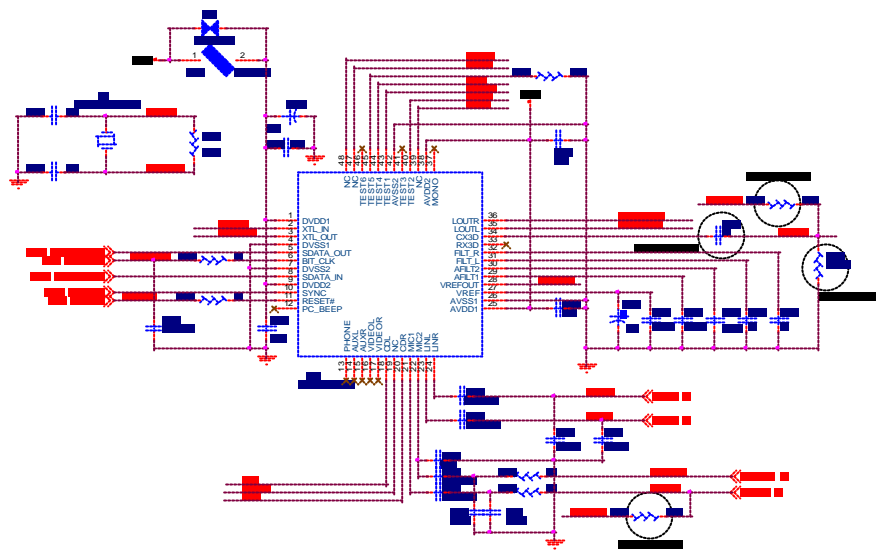 1 2
48 47 46 45 44 43 42 41 40 39 38 37
NC NC TEST6 TEST5 TEST4 TEST1 AVSS2 TEST3 TEST2 NC AVDD2 MONO
1 DVDD1
2 XTL_IN
3 XTL_OUT
4 DVSS1
5 SDATA_OUT
6 BIT_CLK
7 DVSS2
8 SDATA_IN
9 DVDD2
10 SYNC
11 RESET#
12 PC_BEEP
LOUTR 36
LOUTL 35
CX3D 34
RX3D 33
FILT_R 32
FILT_L 31
AFILT2 30
AFILT1 29
VREFOUT 28
VREF 27
AVSS1 26
AVDD1 25
PHONE AUXL AUXR VIDEOL VIDEOR CDL NC CDR MIC1 MIC2 LINL LINR
13 14 15 16 17 18 19 20 21 22 23 24